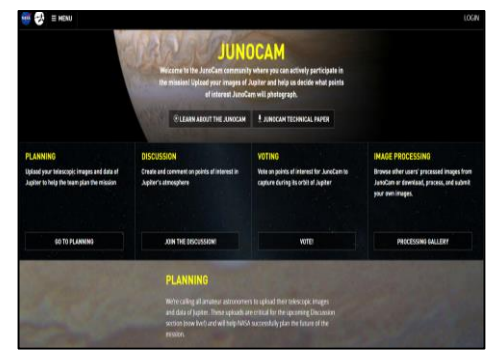 MENU
LOGIN
JUNOCAM
Welcome to the JunoCam community where you can actively participate in
the mission! Upload your images of Jupiter and help us decide what points
of interest JunoCam will photograph.
LEARN ABOUT THE JUNOCAM
JUNOCAM TECHNICAL PAPER
PLANNING
Upload your telescopic images and data of
Jupiter to help the team plan the mission
GO TO PLANNING
DISCUSSION
Create and comment on points of interest in
Jupiter's atmosphere
JOIN THE DISCUSSION!
VOTING
Vote on points of interest for JunoCam to
capture during its orbit of Jupiter
VOTE!
IMAGE PROCESSING
Browse other users' processed images from
JunoCam or download, process, and submit
your own images.
PROCESSING GALLERY
PLANNING
We're calling all amateur astronomers to upload their telescopic images
and data of Jupiter. These uploads are critical for the upcoming Discussion
section (now live!) and will help NASA successfully plan the future of the
mission.